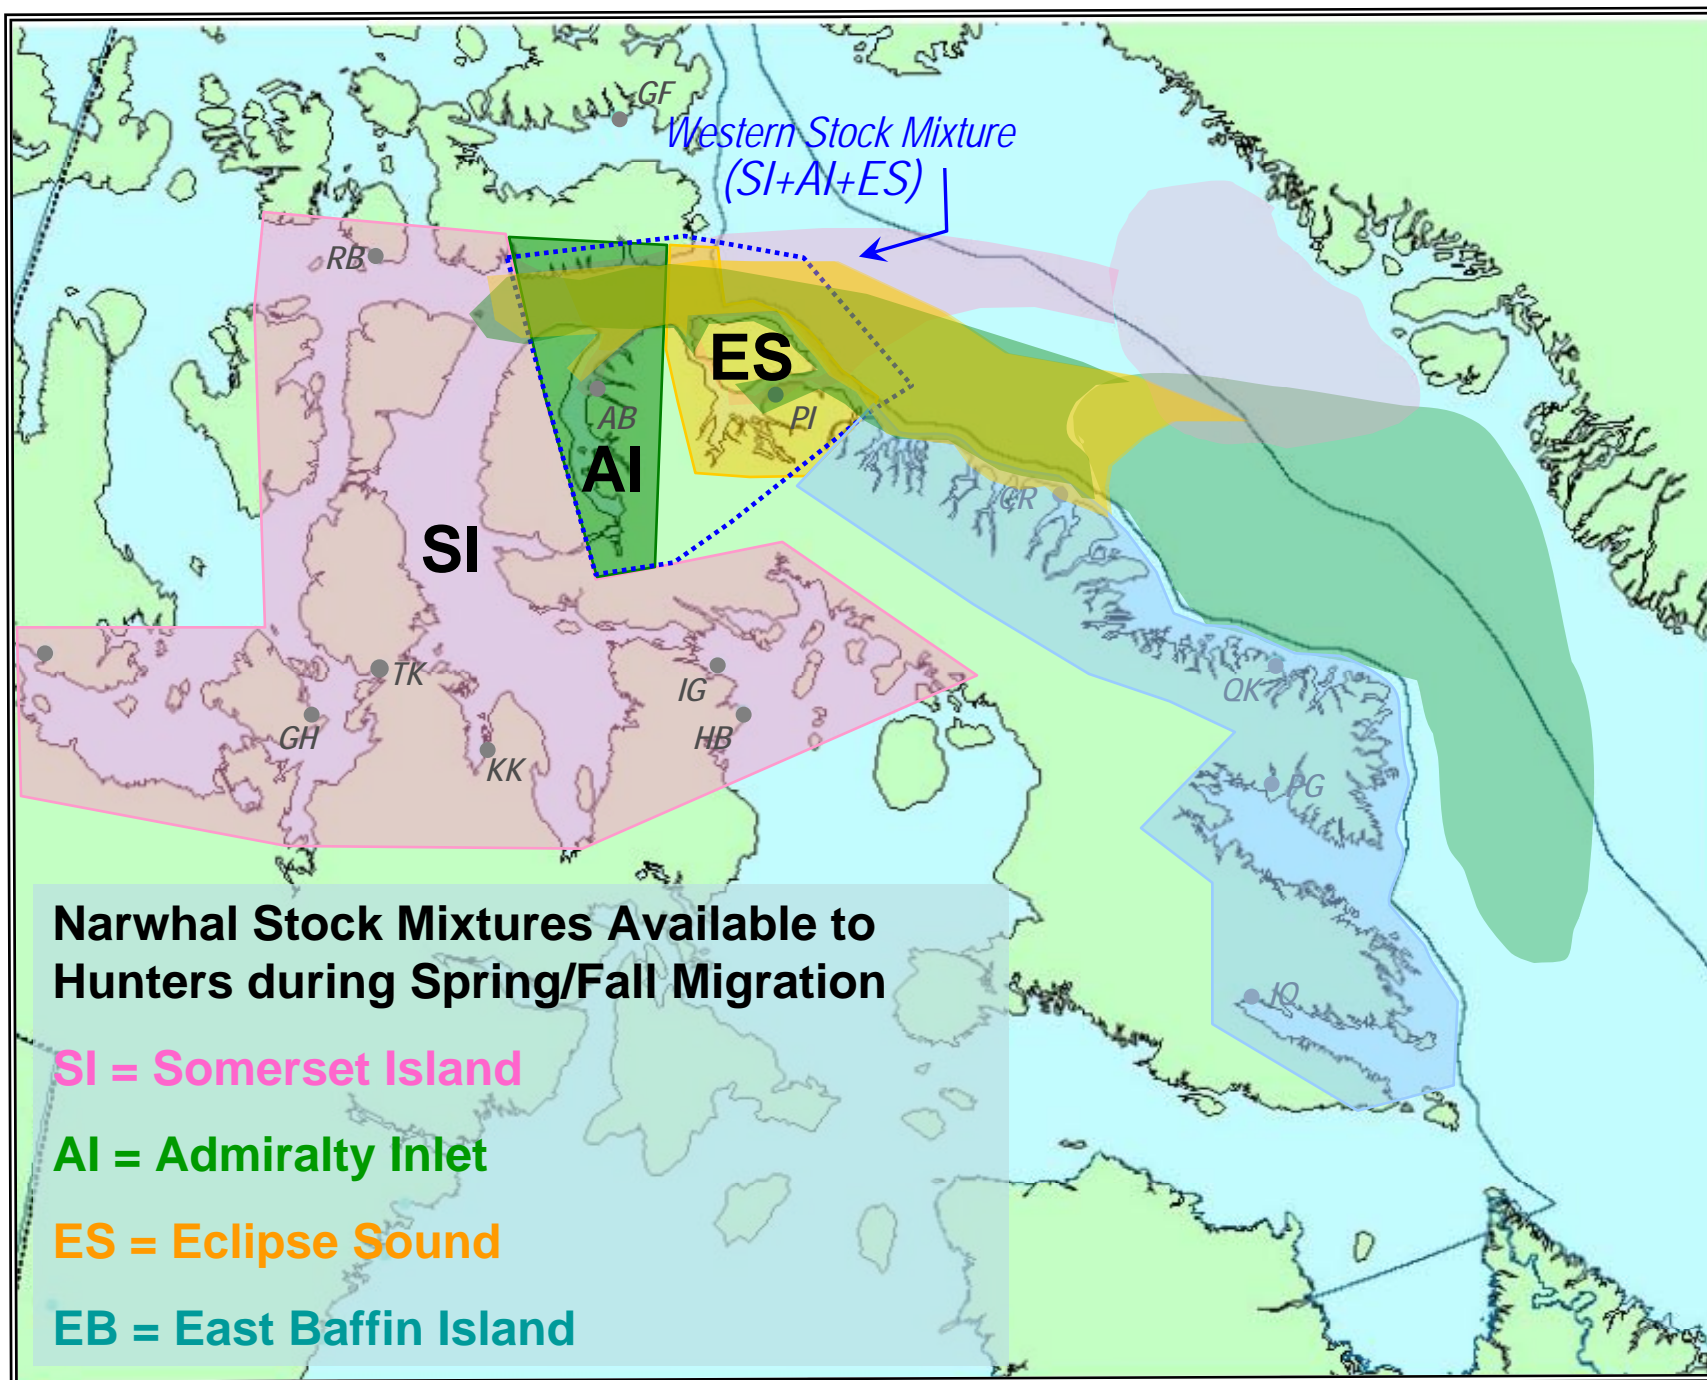 GF
Western Stock Mixture
(SI+AI+ES)
RB
ES
AB
PI
AI
CR
SI
TK
IG
QK
GH
HB
KK
PG
Narwhal Stock Mixtures Available to
Hunters during Spring/Fall Migration
IQ
SI = Somerset Island
AI = Admiralty Inlet
ES = Eclipse Sound
EB = East Baffin Island